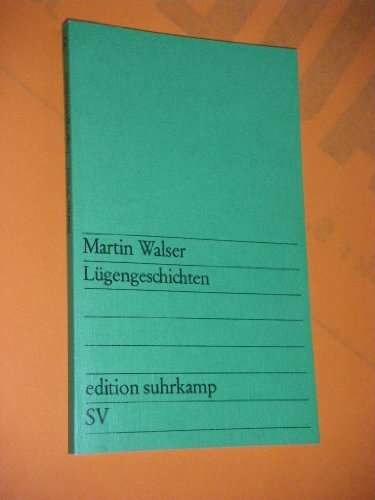 Martin Walser
Lügengeschichten
edition suhrkamp
SV